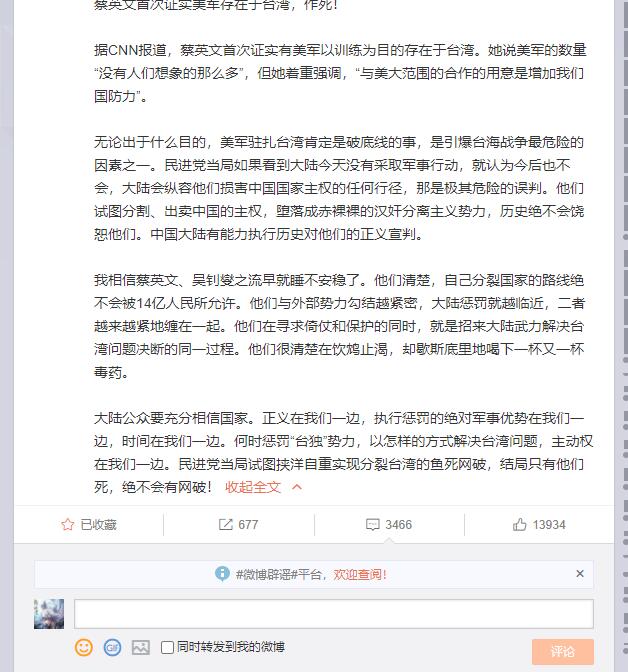 蔡英文首次证实美军存在于台湾，作死！
据CNN报道，蔡英文首次证实有美军以训练为目的存在于台湾。她说美军的数量
“没有人们想象的那么多”，但她着重强调，“与美大范围的合作的用意是增加我们
国防力”。
无论出于什么目的，美军驻扎台湾肯定是破底线的事，是引爆台海战争最危险的
因素之一。民进党当局如果看到大陆今天没有采取军事行动，就认为今后也不
会，大陆会纵容他们损害中国国家主权的任何行径，那是极其危险的误判。他们
试图分割、出卖中国的主权，堕落成赤裸裸的汉奸分离主义势力，历史绝不会饶
恕他们。中国大陆有能力执行历史对他们的正义宣判。
我相信蔡英文、吴钊燮之流早就睡不安稳了。他们清楚，自己分裂国家的路线绝
不会被14亿人民所允许。他们与外部势力勾结越紧密，大陆惩罚就越临近，二者
越来越紧地缠在一起。他们在寻求倚仗和保护的同时，就是招来大陆武力解决台
湾问题决断的同一过程。他们很清楚在饮鸩止渴，却歇斯底里地喝下一杯又一杯
毒药。
大陆公众要充分相信国家。正义在我们一边，执行惩罚的绝对军事优势在我们一
边，时间在我们一边。何时惩罚“台独”势力，以怎样的方式解决台湾问题，主动权
在我们一边。民进党当局试图挟洋自重实现分裂台湾的鱼死网破，结局只有他们
死，绝不会有网破！ 收起全文
已收藏 677 3466 13934
#微博辟谣#平台，欢迎查阅！ ×
GIF 同时转发到我的微博 评论